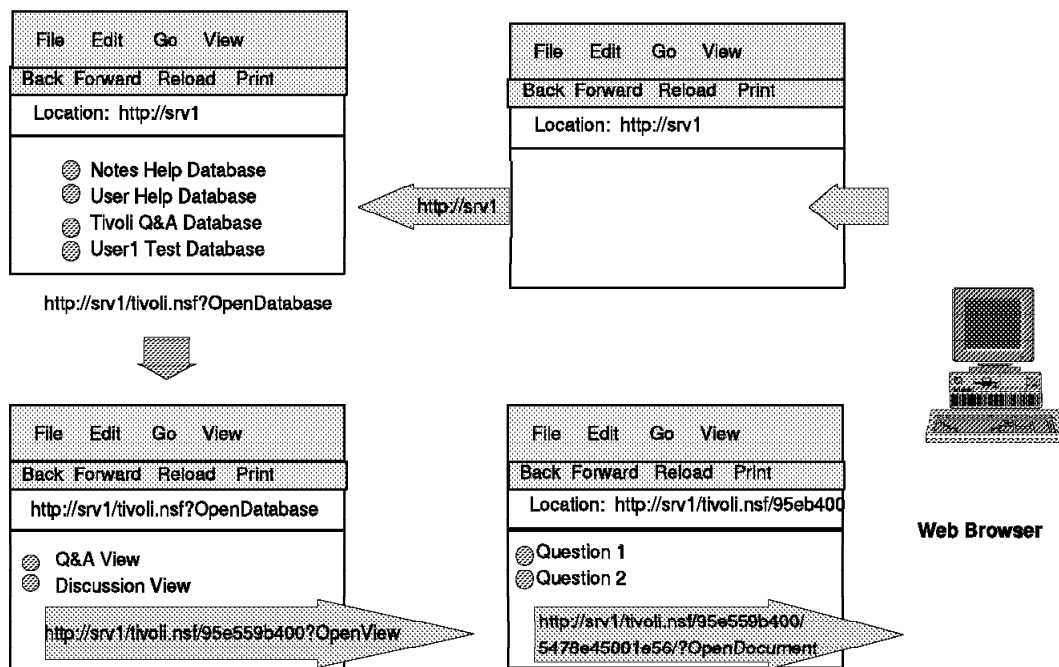 File Edit Go View
Back Forward Reload Print
Location: http://srv1
Notes Help Database
User Help Database
Tivoli Q&A Database
User1 Test Database
http://srv1/tivoli.nsf?OpenDatabase
File Edit Go View
Back Forward Reload Print
Location: http://srv1
http://srv1
File Edit Go View
Back Forward Reload Print
http://srv1/tivoli.nsf?OpenDatabase
Q&A View
Discussion View
http://srv1/tivoli.nsf/95e559b400?OpenView
File Edit Go View
Back Forward Reload Print
Location: http://srv1/tivoli.nsf/95eb400
Question 1
Question 2
http://srv1/tivoli.nsf/95e559b400/
5478e45001e56/?OpenDocument
Web Browser